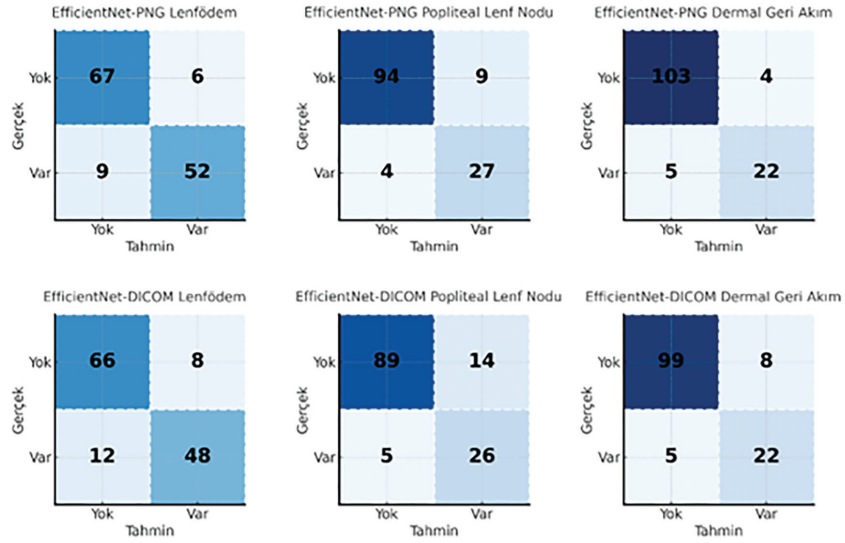 EfficientNet-PNG Lenfödem
Yok
67
6
Gerçek
Var
9
52
Yok
Var
Tahmin
EfficientNet-PNG Popliteal Lenf Nodu
Yok
94
9
Gerçek
Var
4
27
Yok
Var
Tahmin
EfficientNet-PNG Dermal Geri Akım
Yok
103
4
Gerçek
Var
5
22
Yok
Var
Tahmin
EfficientNet-DICOM Lenfödem
Yok
66
8
Gerçek
Var
12
48
Yok
Var
Tahmin
EfficientNet-DICOM Popliteal Lenf Nodu
Yok
89
14
Gerçek
Var
5
26
Yok
Var
Tahmin
EfficientNet-DICOM Dermal Geri Akım
Yok
99
8
Gerçek
Var
5
22
Yok
Var
Tahmin